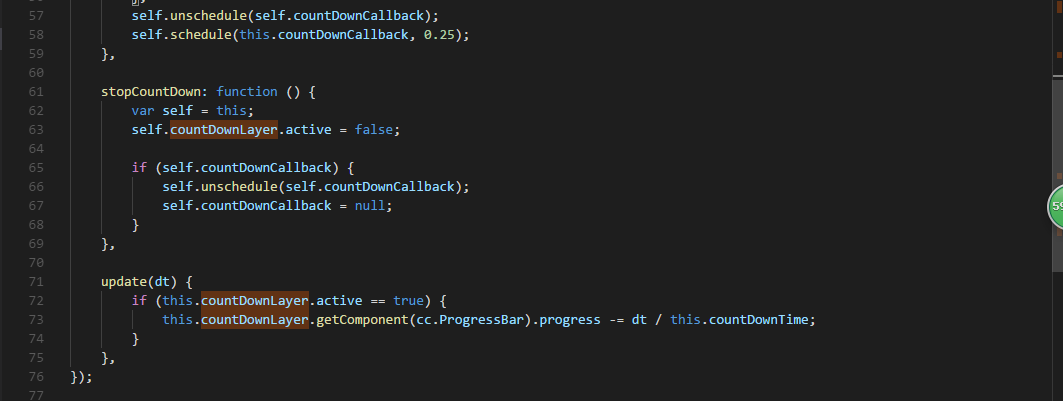 57 self.unschedule(self.countDownCallback);
58 self.schedule(this.countDownCallback, 0.25);
59 },
60
61 stopCountDown: function () {
62 var self = this;
63 self.countDownLayer.active = false;
64
65 if (self.countDownCallback) {
66 self.unschedule(self.countDownCallback);
67 self.countDownCallback = null;
68 }
69 },
70
71 update(dt) {
72 if (this.countDownLayer.active == true) {
73 this.countDownLayer.getComponent(cc.ProgressBar).progress -= dt / this.countDownTime;
74 }
75 },
76 });
77